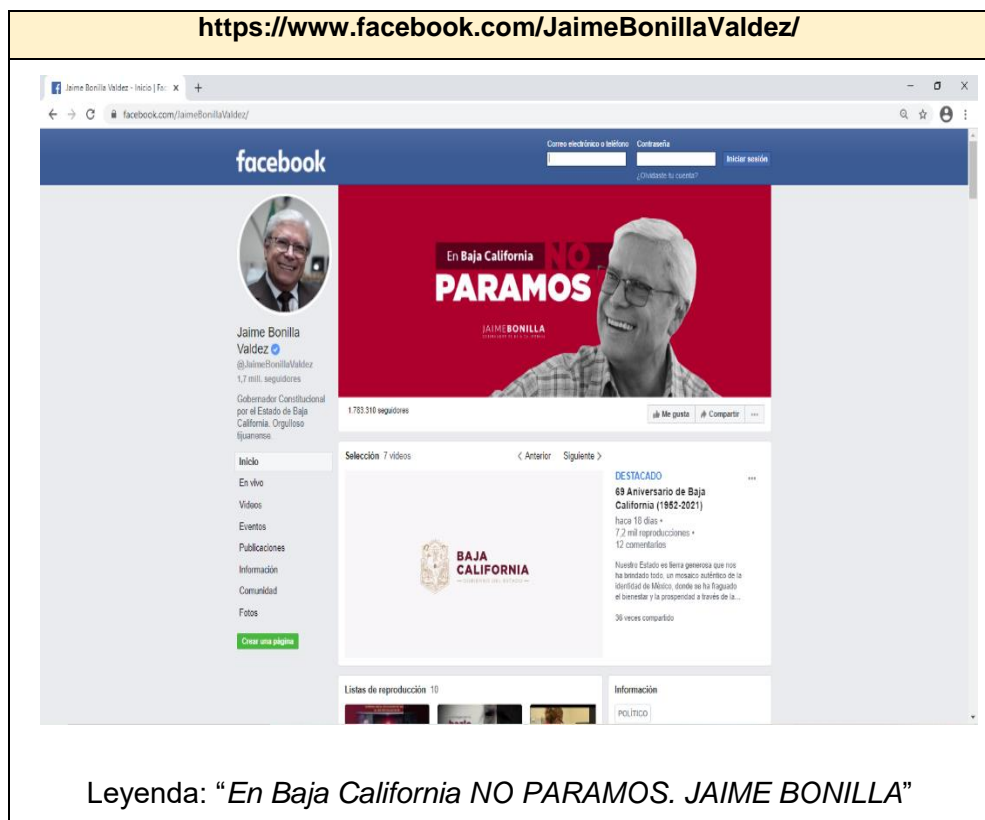 https://www.facebook.com/JaimeBonillaValdez/
Jaime Bonilla Valdez - Inicio | Fa
facebook.com/JaimeBonillaValdez/
facebook
Correo electrónico o teléfono
Contraseña
Iniciar sesión
¿Olvidaste tu cuenta?
En Baja California NO
PARAMOS
JAIMEBONILLA
Jaime Bonilla
Valdez
@JaimeBonillaValdez
1,7 mill. seguidores
Gobernador Constitucional
por el Estado de Baja
California. Orgulloso
tijuanense.
1.783.310 seguidores
Me gusta
Compartir
Inicio
En vivo
Videos
Eventos
Publicaciones
Información
Comunidad
Fotos
Crear una página
Selección 7 videos
Anterior
Siguiente
BAJA
CALIFORNIA
DESTACADO
69 Aniversario de Baja
California (1952-2021)
hace 18 días •
7,2 mil reproducciones •
12 comentarios
Nuestro Estado es tierra generosa que nos
ha brindado todo, un mosaico auténtico de la
identidad de México, donde se ha fraguado
el bienestar y la prosperidad a través de la...
36 veces compartido
Listas de reproducción 10
Información
POLÍTICO
Leyenda: “En Baja California NO PARAMOS. JAIME BONILLA”